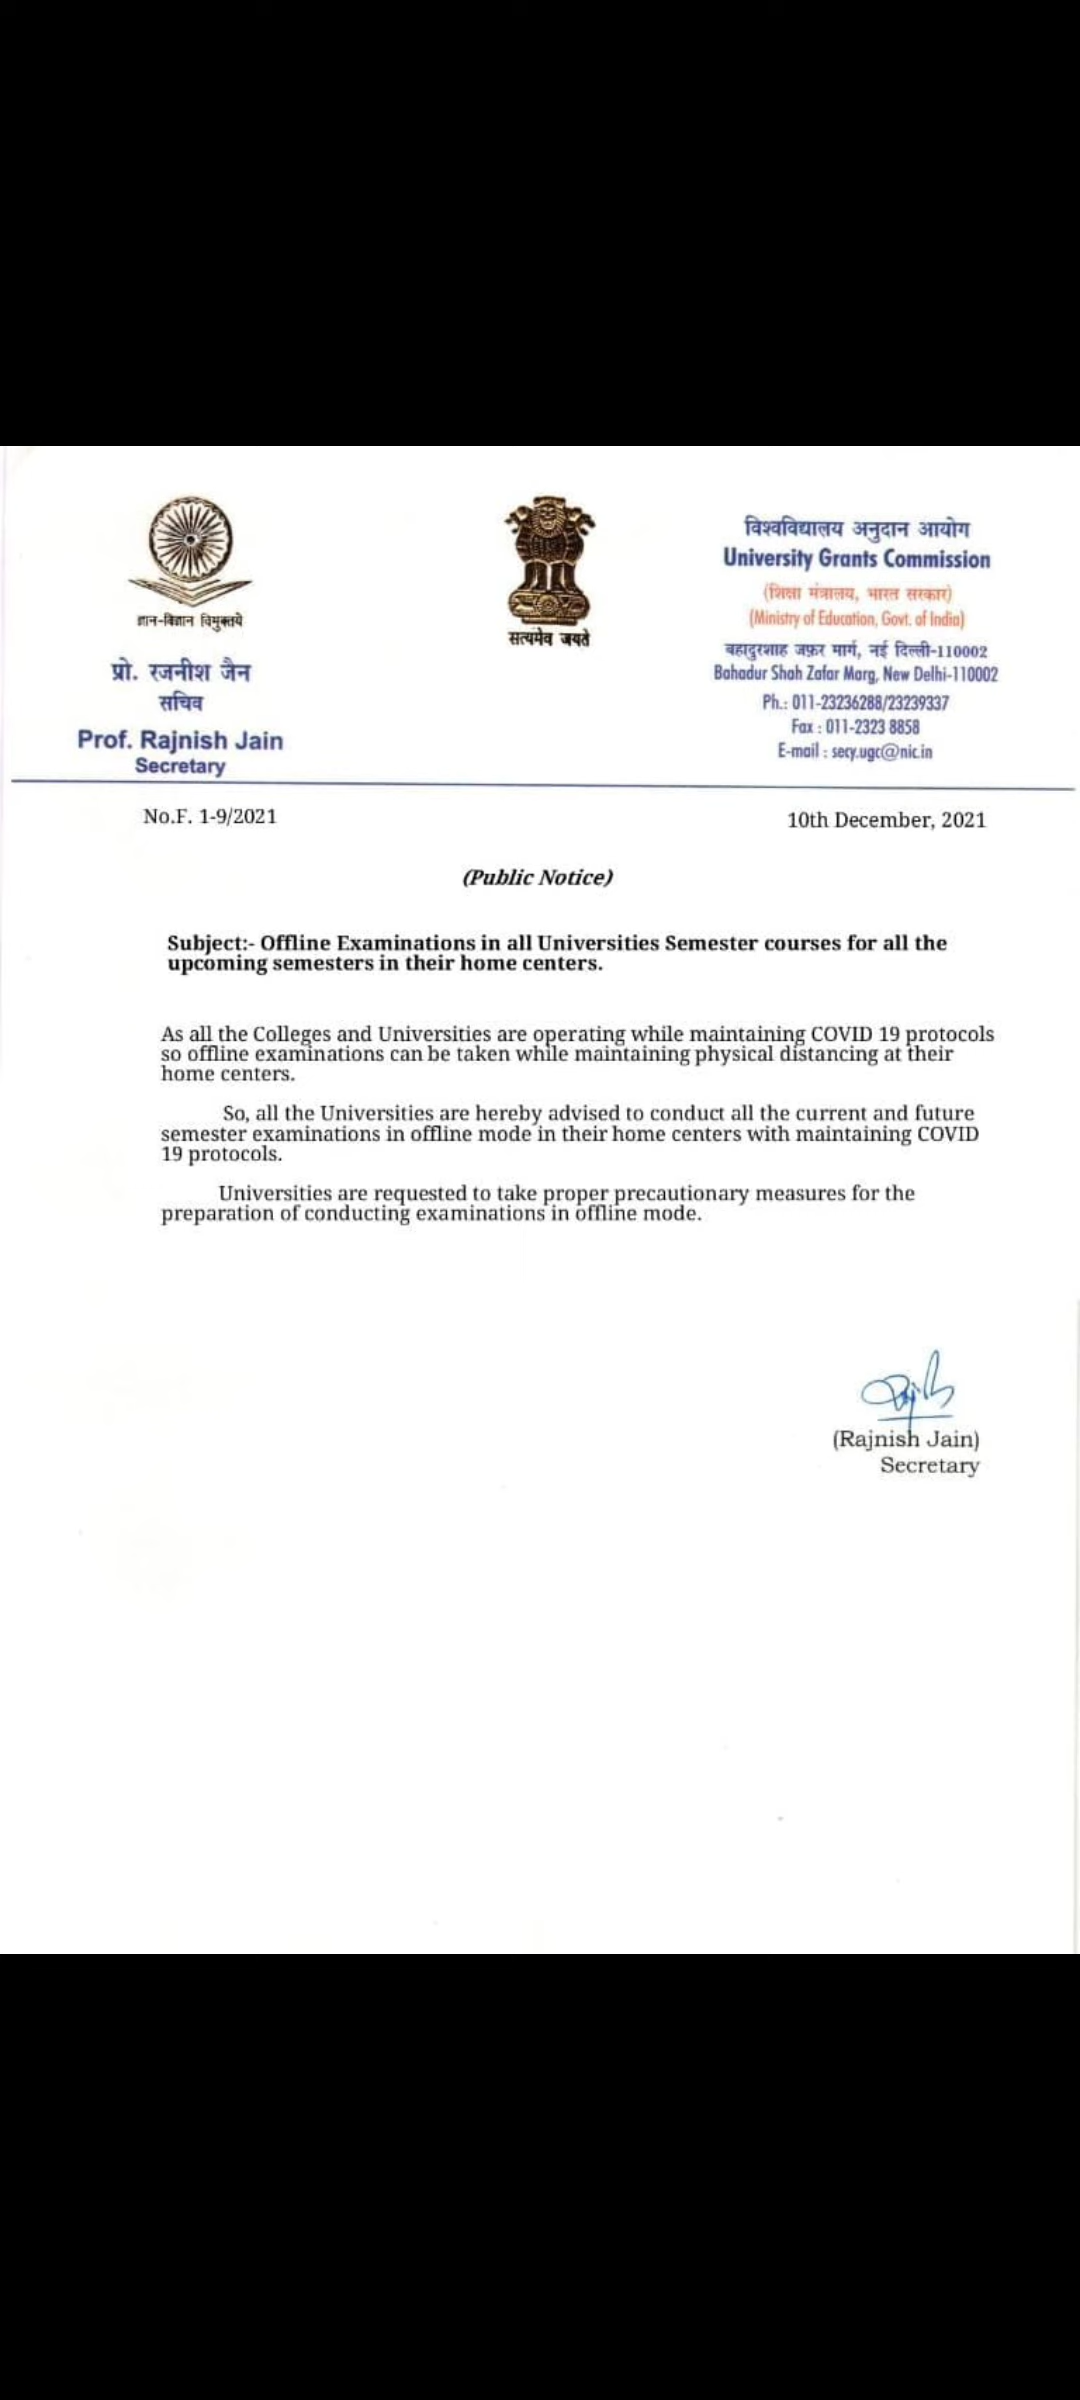 ज्ञान-विज्ञान विमुक्तये
प्रो. रजनीश जैन
सचिव
Prof. Rajnish Jain
Secretary
सत्यमेव जयते
विश्वविद्यालय अनुदान आयोग
University Grants Commission
(शिक्षा मंत्रालय, भारत सरकार)
(Ministry of Education, Govt. of India)
बहादुरशाह ज़फ़र मार्ग, नई दिल्ली-110002
Bahadur Shah Zafar Marg, New Delhi-110002
Ph.: 011-23236288/23239337
Fax : 011-2323 8858
E-mail : secy.ugc@nic.in
No.F. 1-9/2021
10th December, 2021
(Public Notice)
Subject:- Offline Examinations in all Universities Semester courses for all the
upcoming semesters in their home centers.
As all the Colleges and Universities are operating while maintaining COVID 19 protocols
so offline examinations can be taken while maintaining physical distancing at their
home centers.
So, all the Universities are hereby advised to conduct all the current and future
semester examinations in offline mode in their home centers with maintaining COVID
19 protocols.
Universities are requested to take proper precautionary measures for the
preparation of conducting examinations in offline mode.
(Rajnish Jain)
Secretary